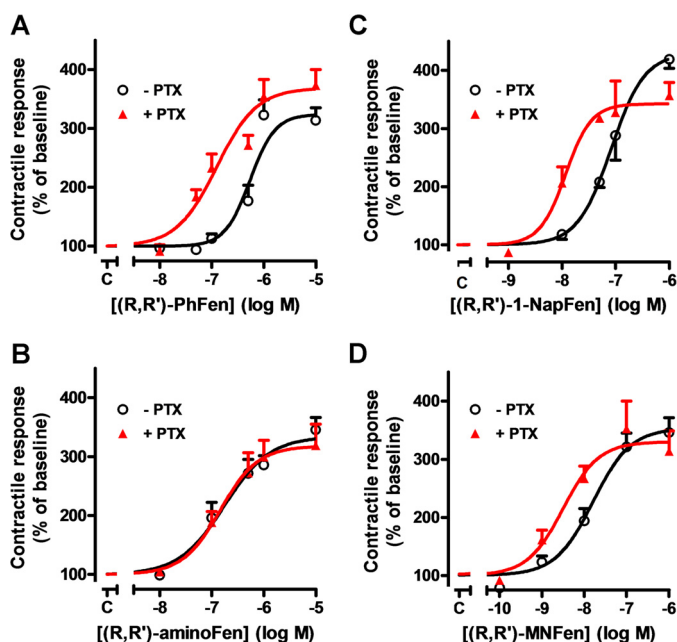 A
Contractile response
(% of baseline)
400
300
200
100
- PTX
+ PTX
C
-8
-7
-6
-5
[(R,R')-PhFen] (log M)
C
Contractile response
(% of baseline)
400
300
200
100
- PTX
+ PTX
C
-9
-8
-7
-6
[(R,R')-1-NapFen] (log M)
B
Contractile response
(% of baseline)
400
300
200
100
- PTX
+ PTX
C
-8
-7
-6
-5
[(R,R')-aminoFen] (log M)
D
Contractile response
(% of baseline)
400
300
200
100
- PTX
+ PTX
C
-10
-9
-8
-7
-6
[(R,R')-MNFen] (log M)